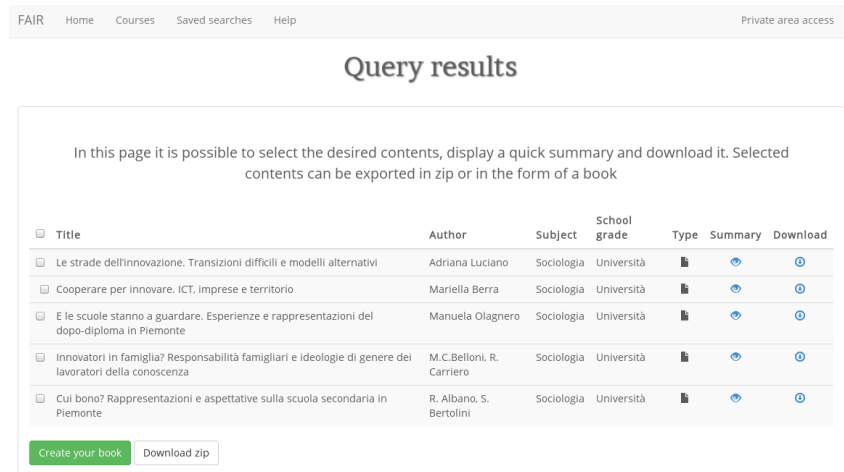 FAIR Home Courses Saved searches Help Private area access
Query results
In this page it is possible to select the desired contents, display a quick summary and download it. Selected
contents can be exported in zip or in the form of a book
Title Author Subject School grade Type Summary Download
Le strade dell'innovazione. Transizioni difficili e modelli alternativi Adriana Luciano Sociologia Università
Cooperare per innovare. ICT, imprese e territorio Mariella Berra Sociologia Università
E le scuole stanno a guardare. Esperienze e rappresentazioni del Manuela Olagnero Sociologia Università
dopo-diploma in Piemonte
Innovatori in famiglia? Responsabilità famigliari e ideologie di genere dei M.C.Belloni, R. Sociologia Università
lavoratori della conoscenza Carriero
Cui bono? Rappresentazioni e aspettative sulla scuola secondaria in R. Albano, S. Sociologia Università
Piemonte Bertolini
Create your book Download zip